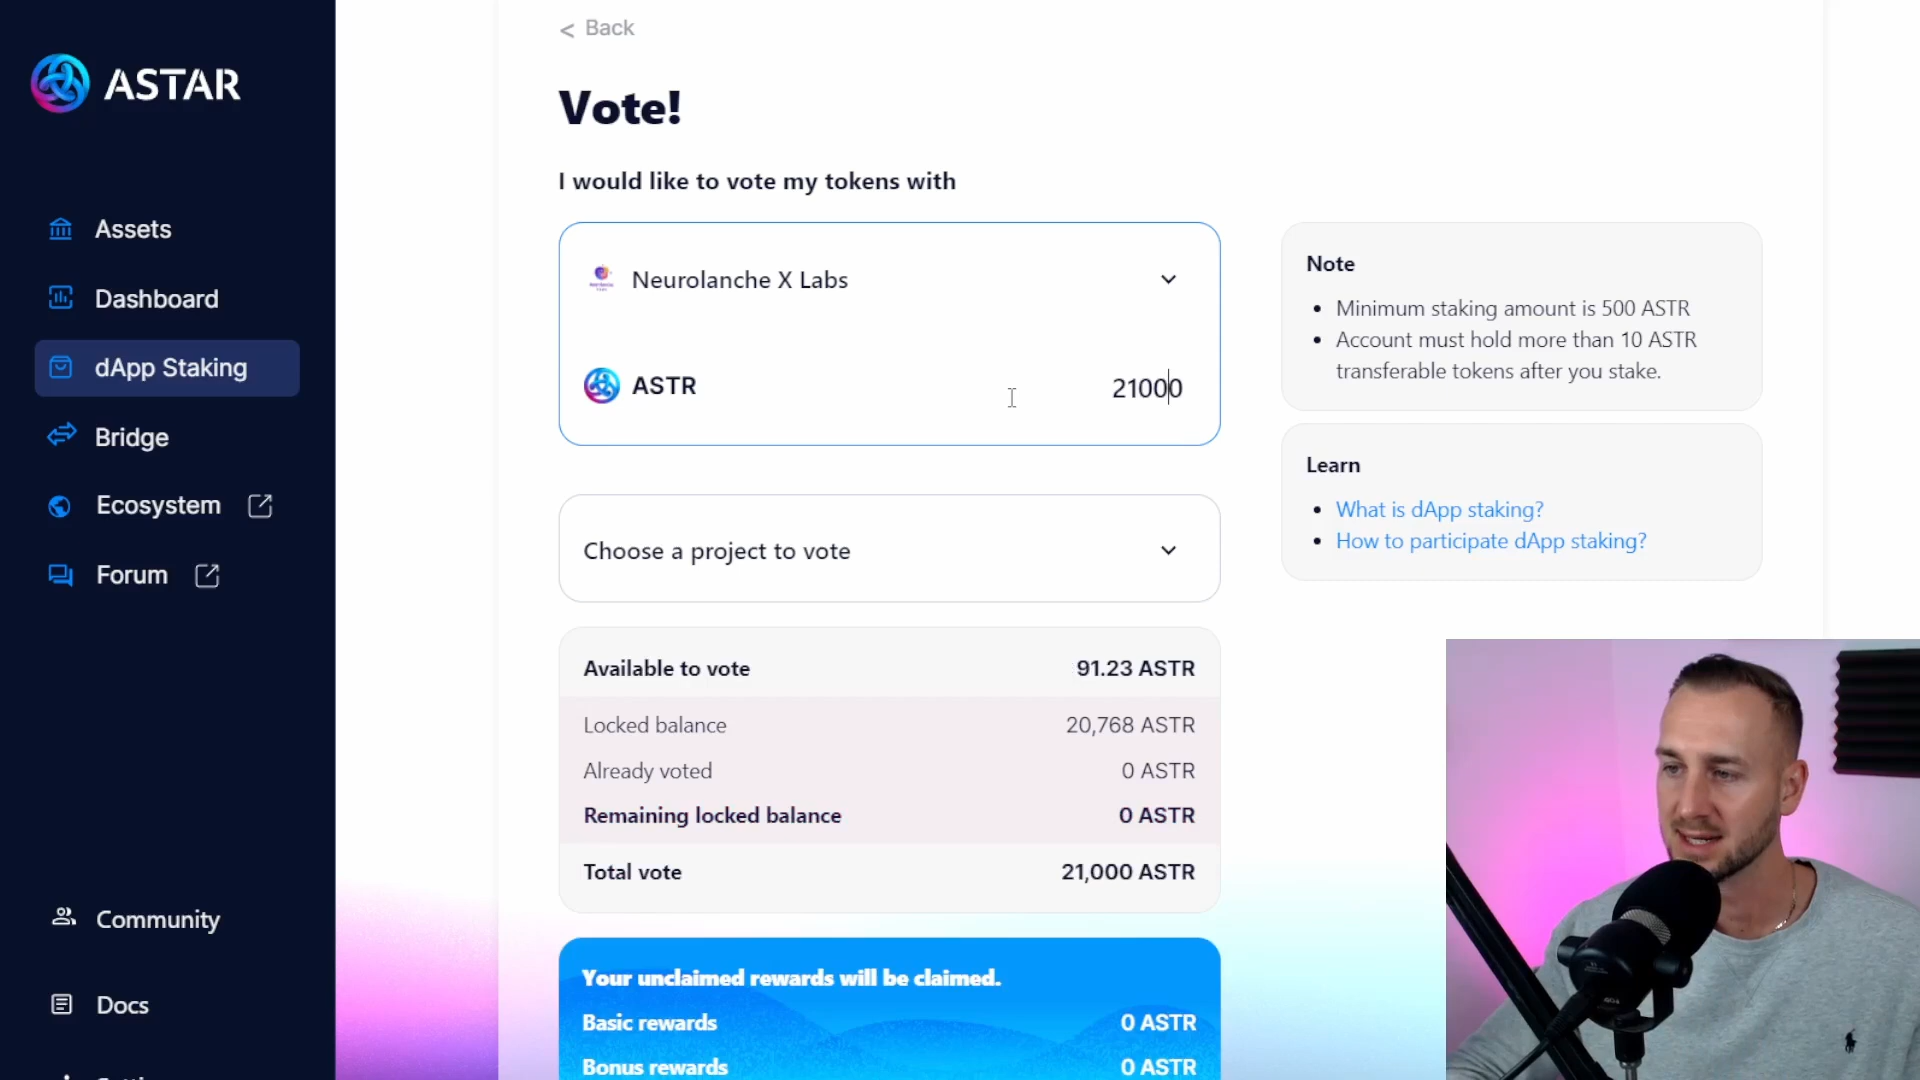 < Back
ASTAR
Vote!
I would like to vote my tokens with
Assets
Dashboard
dApp Staking
Bridge
Ecosystem
Forum
Community
Docs
Neurolanche X Labs
ASTR
21000
Choose a project to vote
Available to vote 91.23 ASTR
Locked balance 20,768 ASTR
Already voted 0 ASTR
Remaining locked balance 0 ASTR
Total vote 21,000 ASTR
Your unclaimed rewards will be claimed.
Basic rewards 0 ASTR
Bonus rewards 0 ASTR
Note
• Minimum staking amount is 500 ASTR
• Account must hold more than 10 ASTR
transferable tokens after you stake.
Learn
• What is dApp staking?
• How to participate dApp staking?